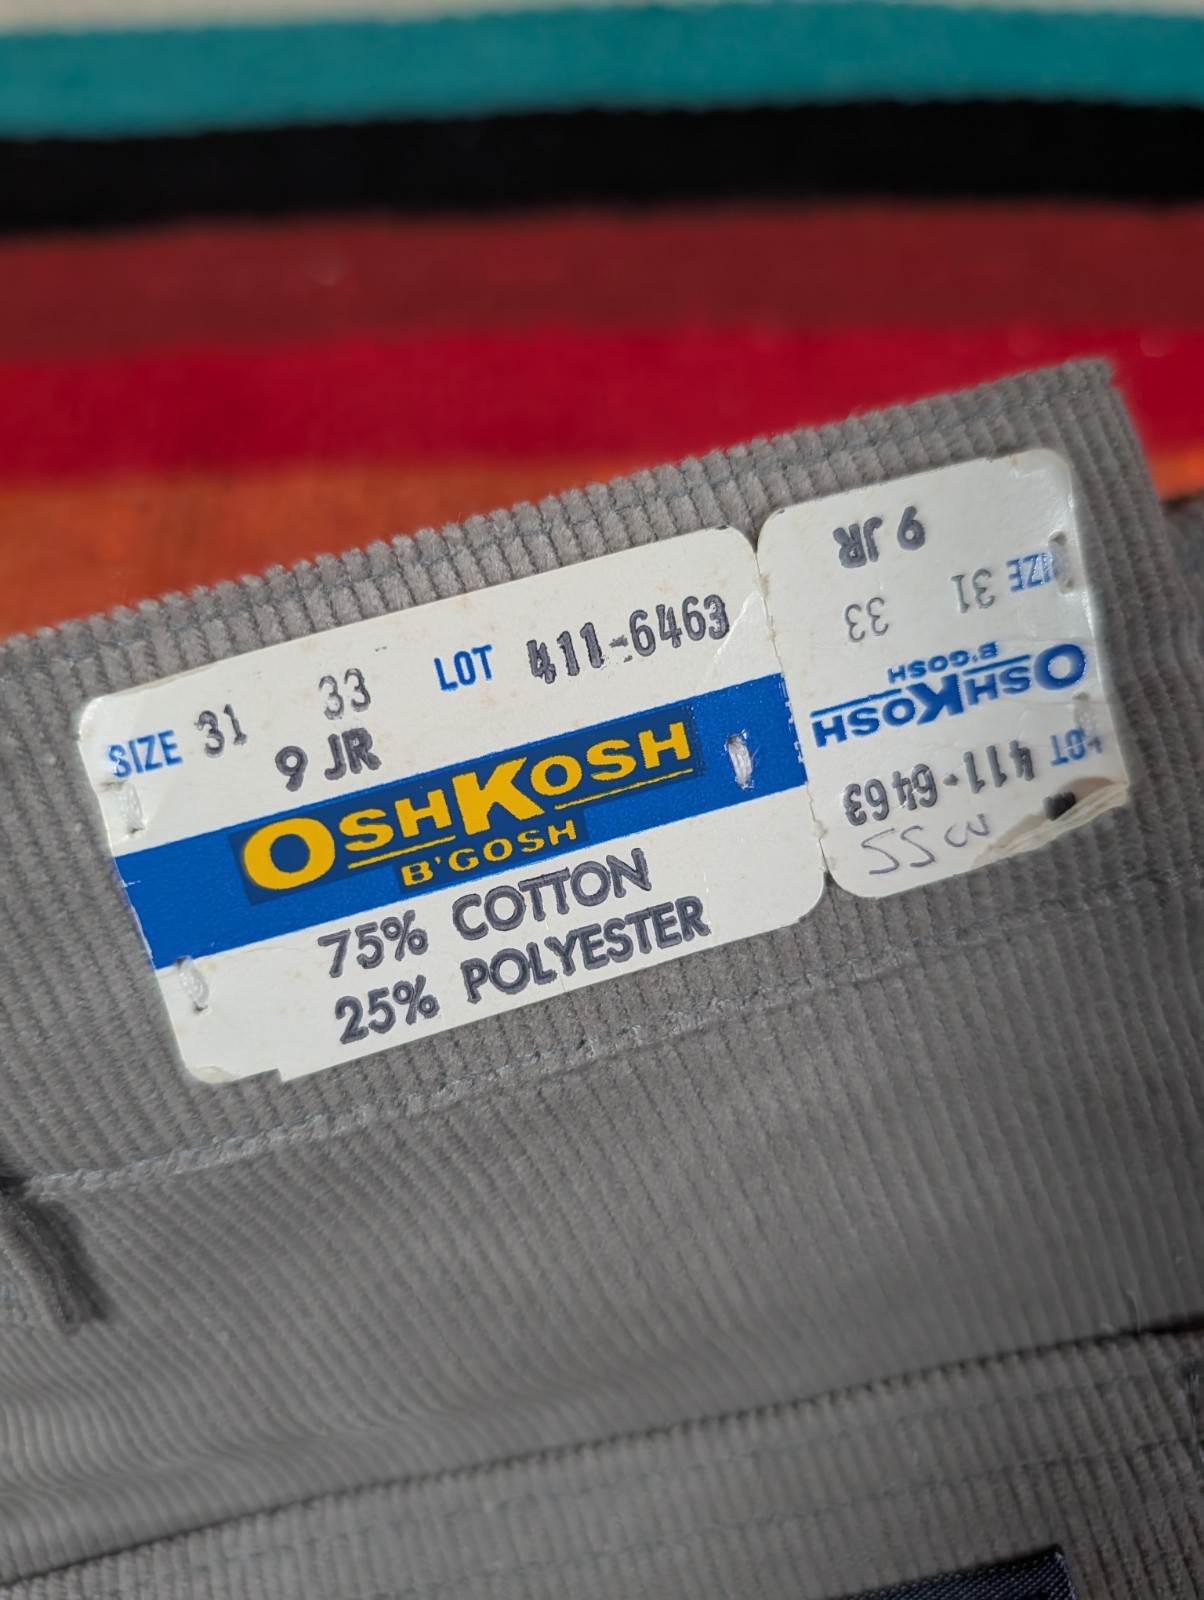 SIZE 31 33 LOT 411-6463
9 JR
OSHKOSH
B'GOSH
75% COTTON
25% POLYESTER
9 JR
SIZE 31 33
OSHKOSH
B'GOSH
LOT 411-6463